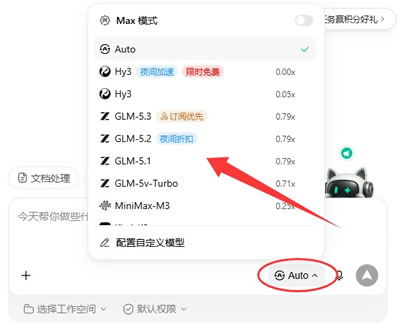 Max 模式
务赢积分好礼 >
Auto
Hy3 夜间加速 限时免费 0.00x
Hy3 0.05x
GLM-5.3 订阅优先 0.79x
GLM-5.2 夜间折扣 0.79x
GLM-5.1 0.79x
GLM-5v-Turbo 0.71x
MiniMax-M3 0.25x
配置自定义模型
文档处理
今天帮你做些什
Auto
选择工作空间
默认权限